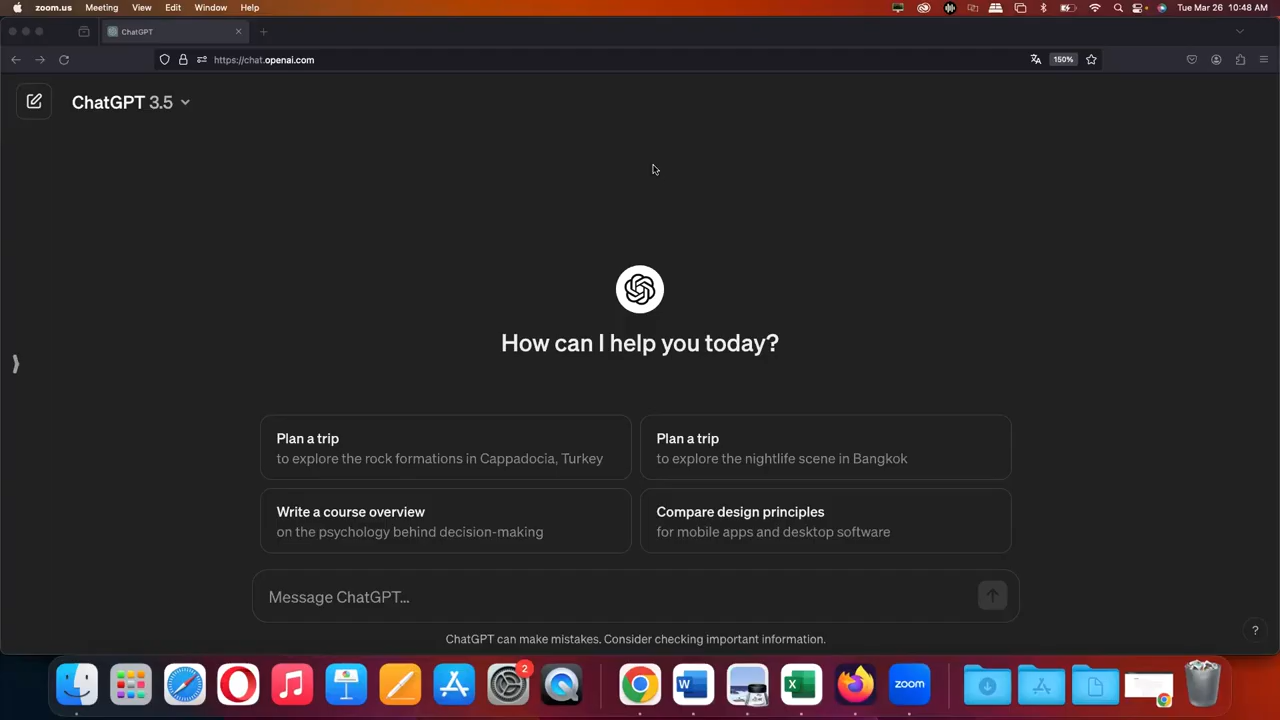 zoom.us Meeting View Edit Window Help Tue Mar 26 10:48 AM
ChatGPT
https://chat.openai.com 150%
ChatGPT 3.5
How can I help you today?
Plan a trip
to explore the rock formations in Cappadocia, Turkey
Plan a trip
to explore the nightlife scene in Bangkok
Write a course overview
on the psychology behind decision-making
Compare design principles
for mobile apps and desktop software
Message ChatGPT...
ChatGPT can make mistakes. Consider checking important information.
?
2
W
X
zoom